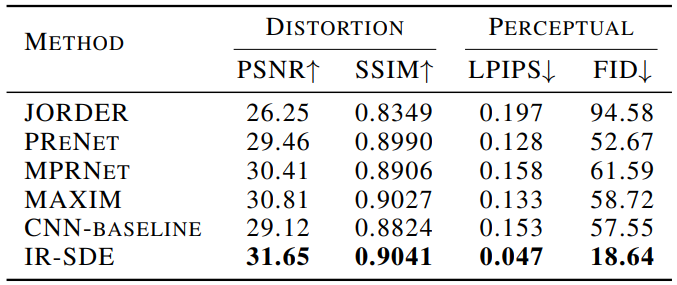 METHOD DISTORTION PERCEPTUAL
PSNR↑ SSIM↑ LPIPS↓ FID↓
JORDER 26.25 0.8349 0.197 94.58
PRENET 29.46 0.8990 0.128 52.67
MPRNET 30.41 0.8906 0.158 61.59
MAXIM 30.81 0.9027 0.133 58.72
CNN-BASELINE 29.12 0.8824 0.153 57.55
IR-SDE 31.65 0.9041 0.047 18.64